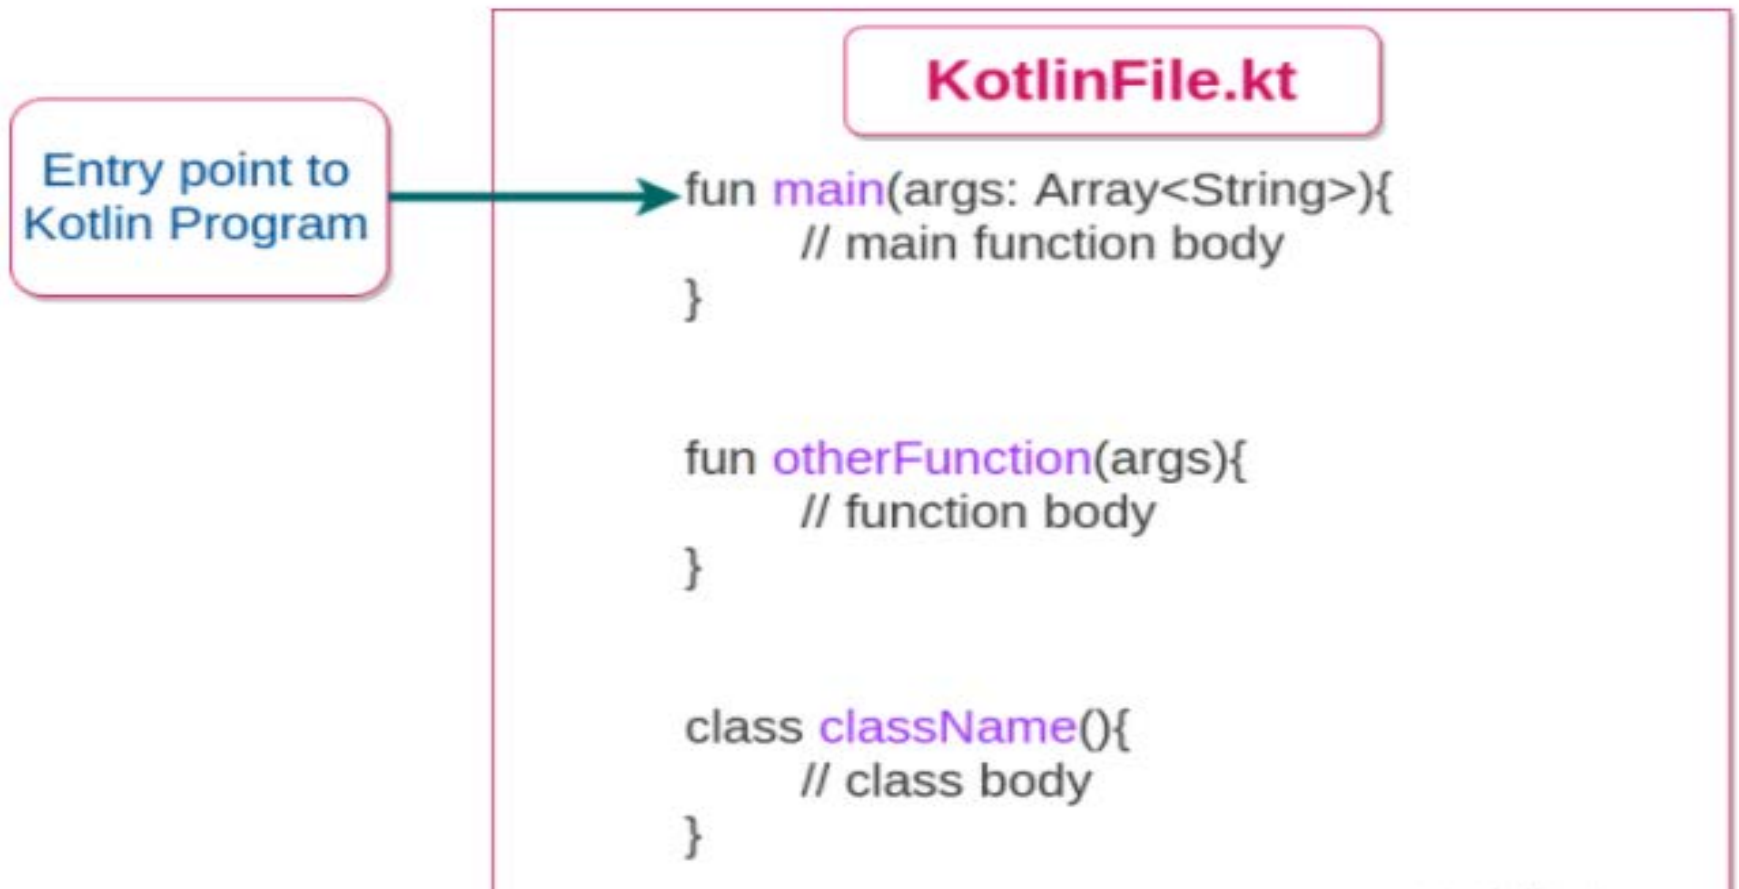 KotlinFile.kt
Entry point to
Kotlin Program
fun main(args: Array<String>){
// main function body
}
fun otherFunction(args){
// function body
}
class className(){
// class body
}